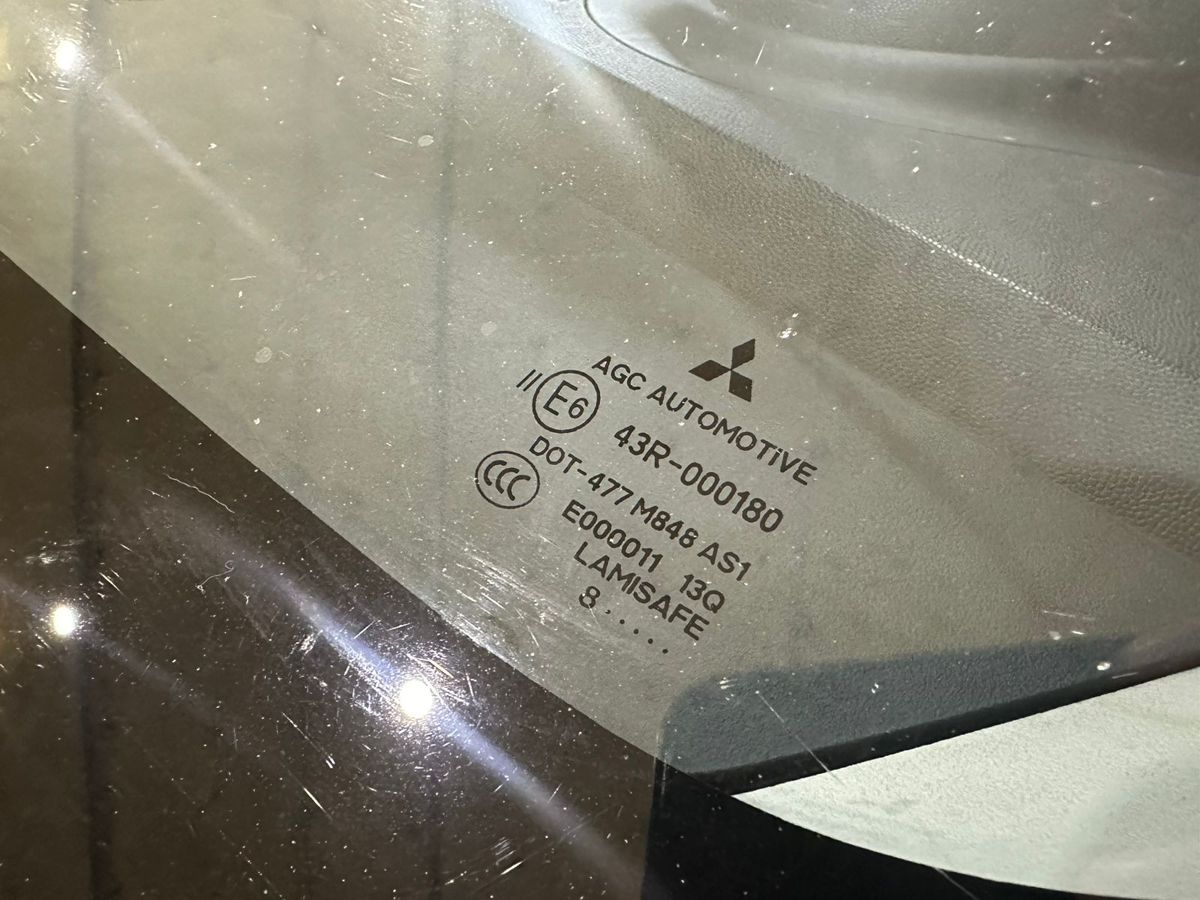 AGC AUTOMOTIVE
// E6 43R-000180
DOT-477 M848 AS1
CCC E000011 13Q
LAMISAFE
8.....